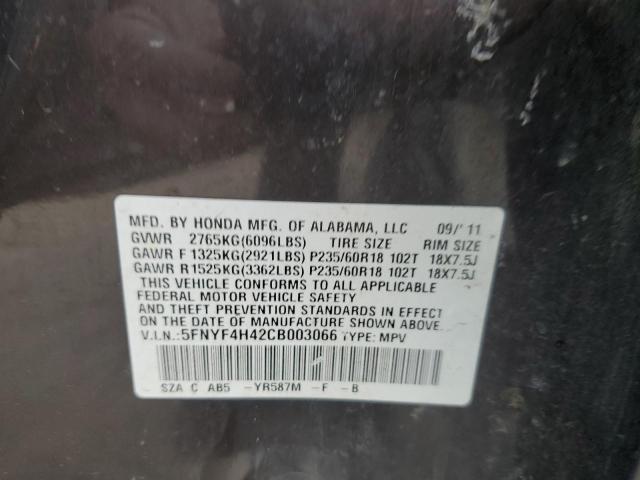 MFD. BY HONDA MFG. OF ALABAMA, LLC 09/'11
GVWR 2765KG(6096LBS) TIRE SIZE RIM SIZE
GAWR F 1325KG(2921LBS) P235/60R18 102T 18X7.5J
GAWR R 1525KG(3362LBS) P235/60R18 102T 18X7.5J
THIS VEHICLE CONFORMS TO ALL APPLICABLE
FEDERAL MOTOR VEHICLE SAFETY
AND THEFT PREVENTION STANDARDS IN EFFECT
ON THE DATE OF MANUFACTURE SHOWN ABOVE.
V.I.N.:5FNYF4H42CB003066 TYPE: MPV
SZA C AB5 -YR587M -F -B